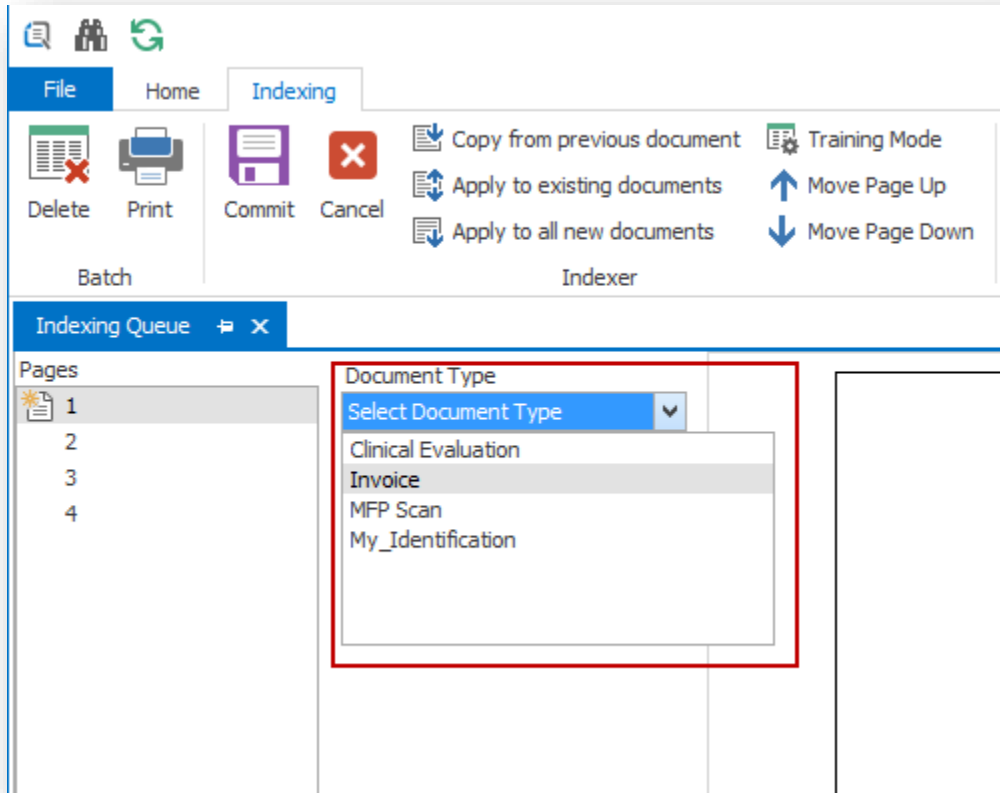 File Home Indexing
Copy from previous document Training Mode
Apply to existing documents Move Page Up
Delete Print Commit Cancel
Apply to all new documents Move Page Down
Batch Indexer
Indexing Queue
Pages
1
2
3
4
Document Type
Select Document Type
Clinical Evaluation
Invoice
MFP Scan
My_Identification